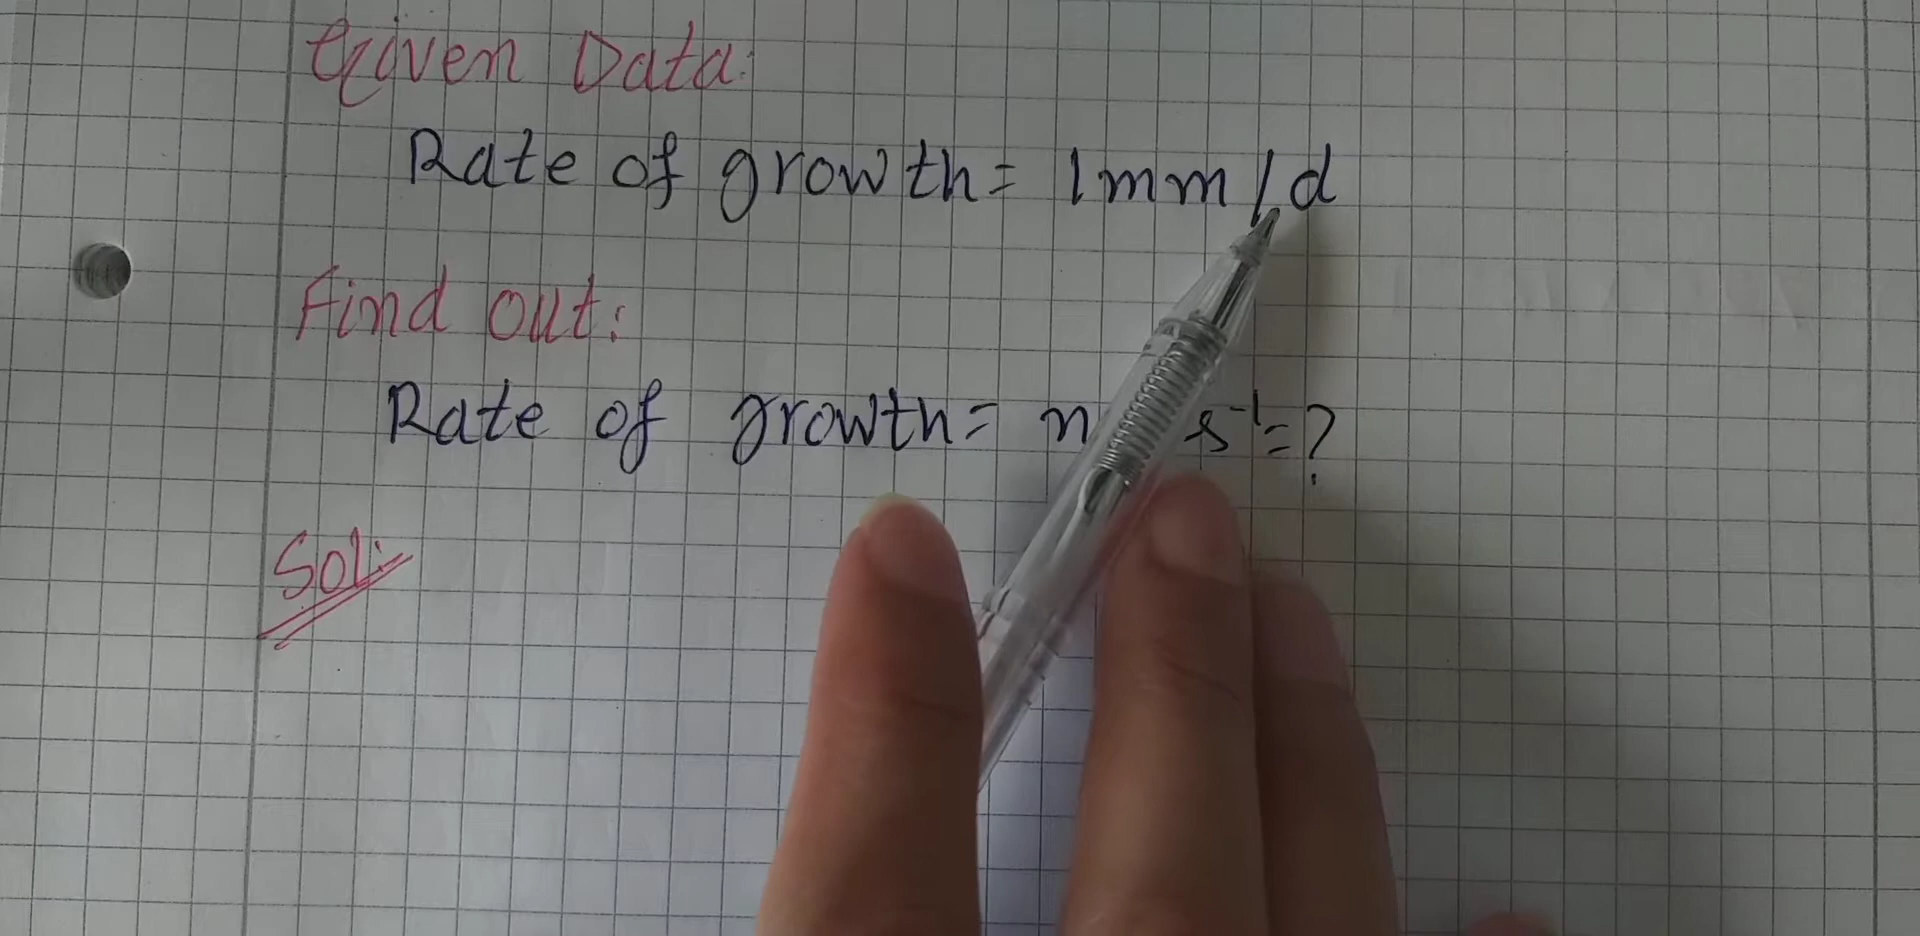 Given Data:
Rate of growth = 1mm/d
Find out:
Rate of growth = n s⁻¹ = ?
Sol: